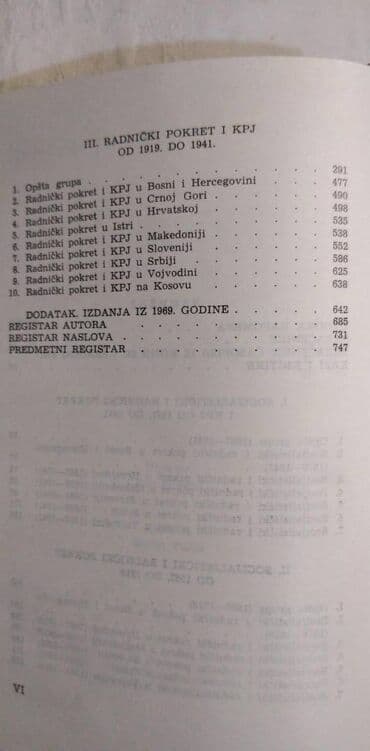 III. RADNIČKI POKRET I KPJ
OD 1919. DO 1941.
1. Opšta grupa . . . . . . . . . . 291
2. Radnički pokret i KPJ u Bosni i Hercegovini . . . 477
3. Radnički pokret i KPJ u Crnoj Gori . . . . . 490
4. Radnički pokret i KPJ u Hrvatskoj . . . . . 498
5. Radnički pokret u Istri . . . . . . . 535
6. Radnički pokret i KPJ u Makedoniji . . . . . 538
7. Radnički pokret i KPJ u Sloveniji . . . . . 552
8. Radnički pokret i KPJ u Srbiji . . . . . . 586
9. Radnički pokret i KPJ u Vojvodini . . . . . 625
10. Radnički pokret i KPJ na Kosovu . . . . . 638
DODATAK. IZDANJA IZ 1969. GODINE . . . . . 642
REGISTAR AUTORA . . . . . . . . 685
REGISTAR NASLOVA . . . . . . . . 731
PREDMETNI REGISTAR . . . . . . . 747
VI